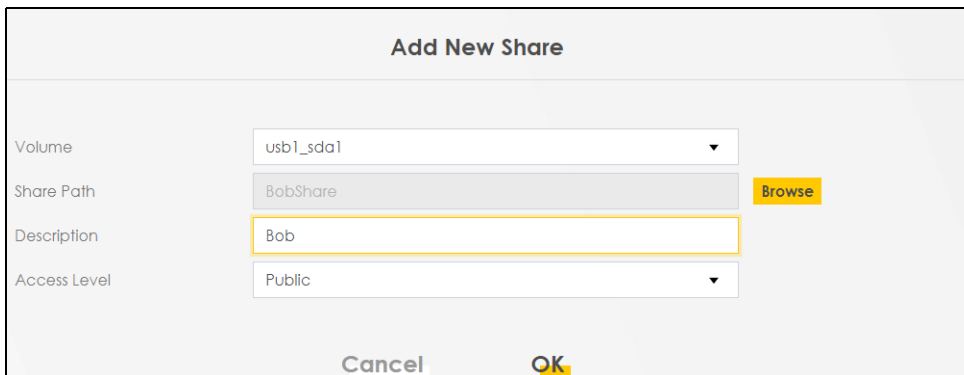 Add New Share
Volume usb1_sda1
Share Path BobShare Browse
Description Bob
Access Level Public
Cancel OK